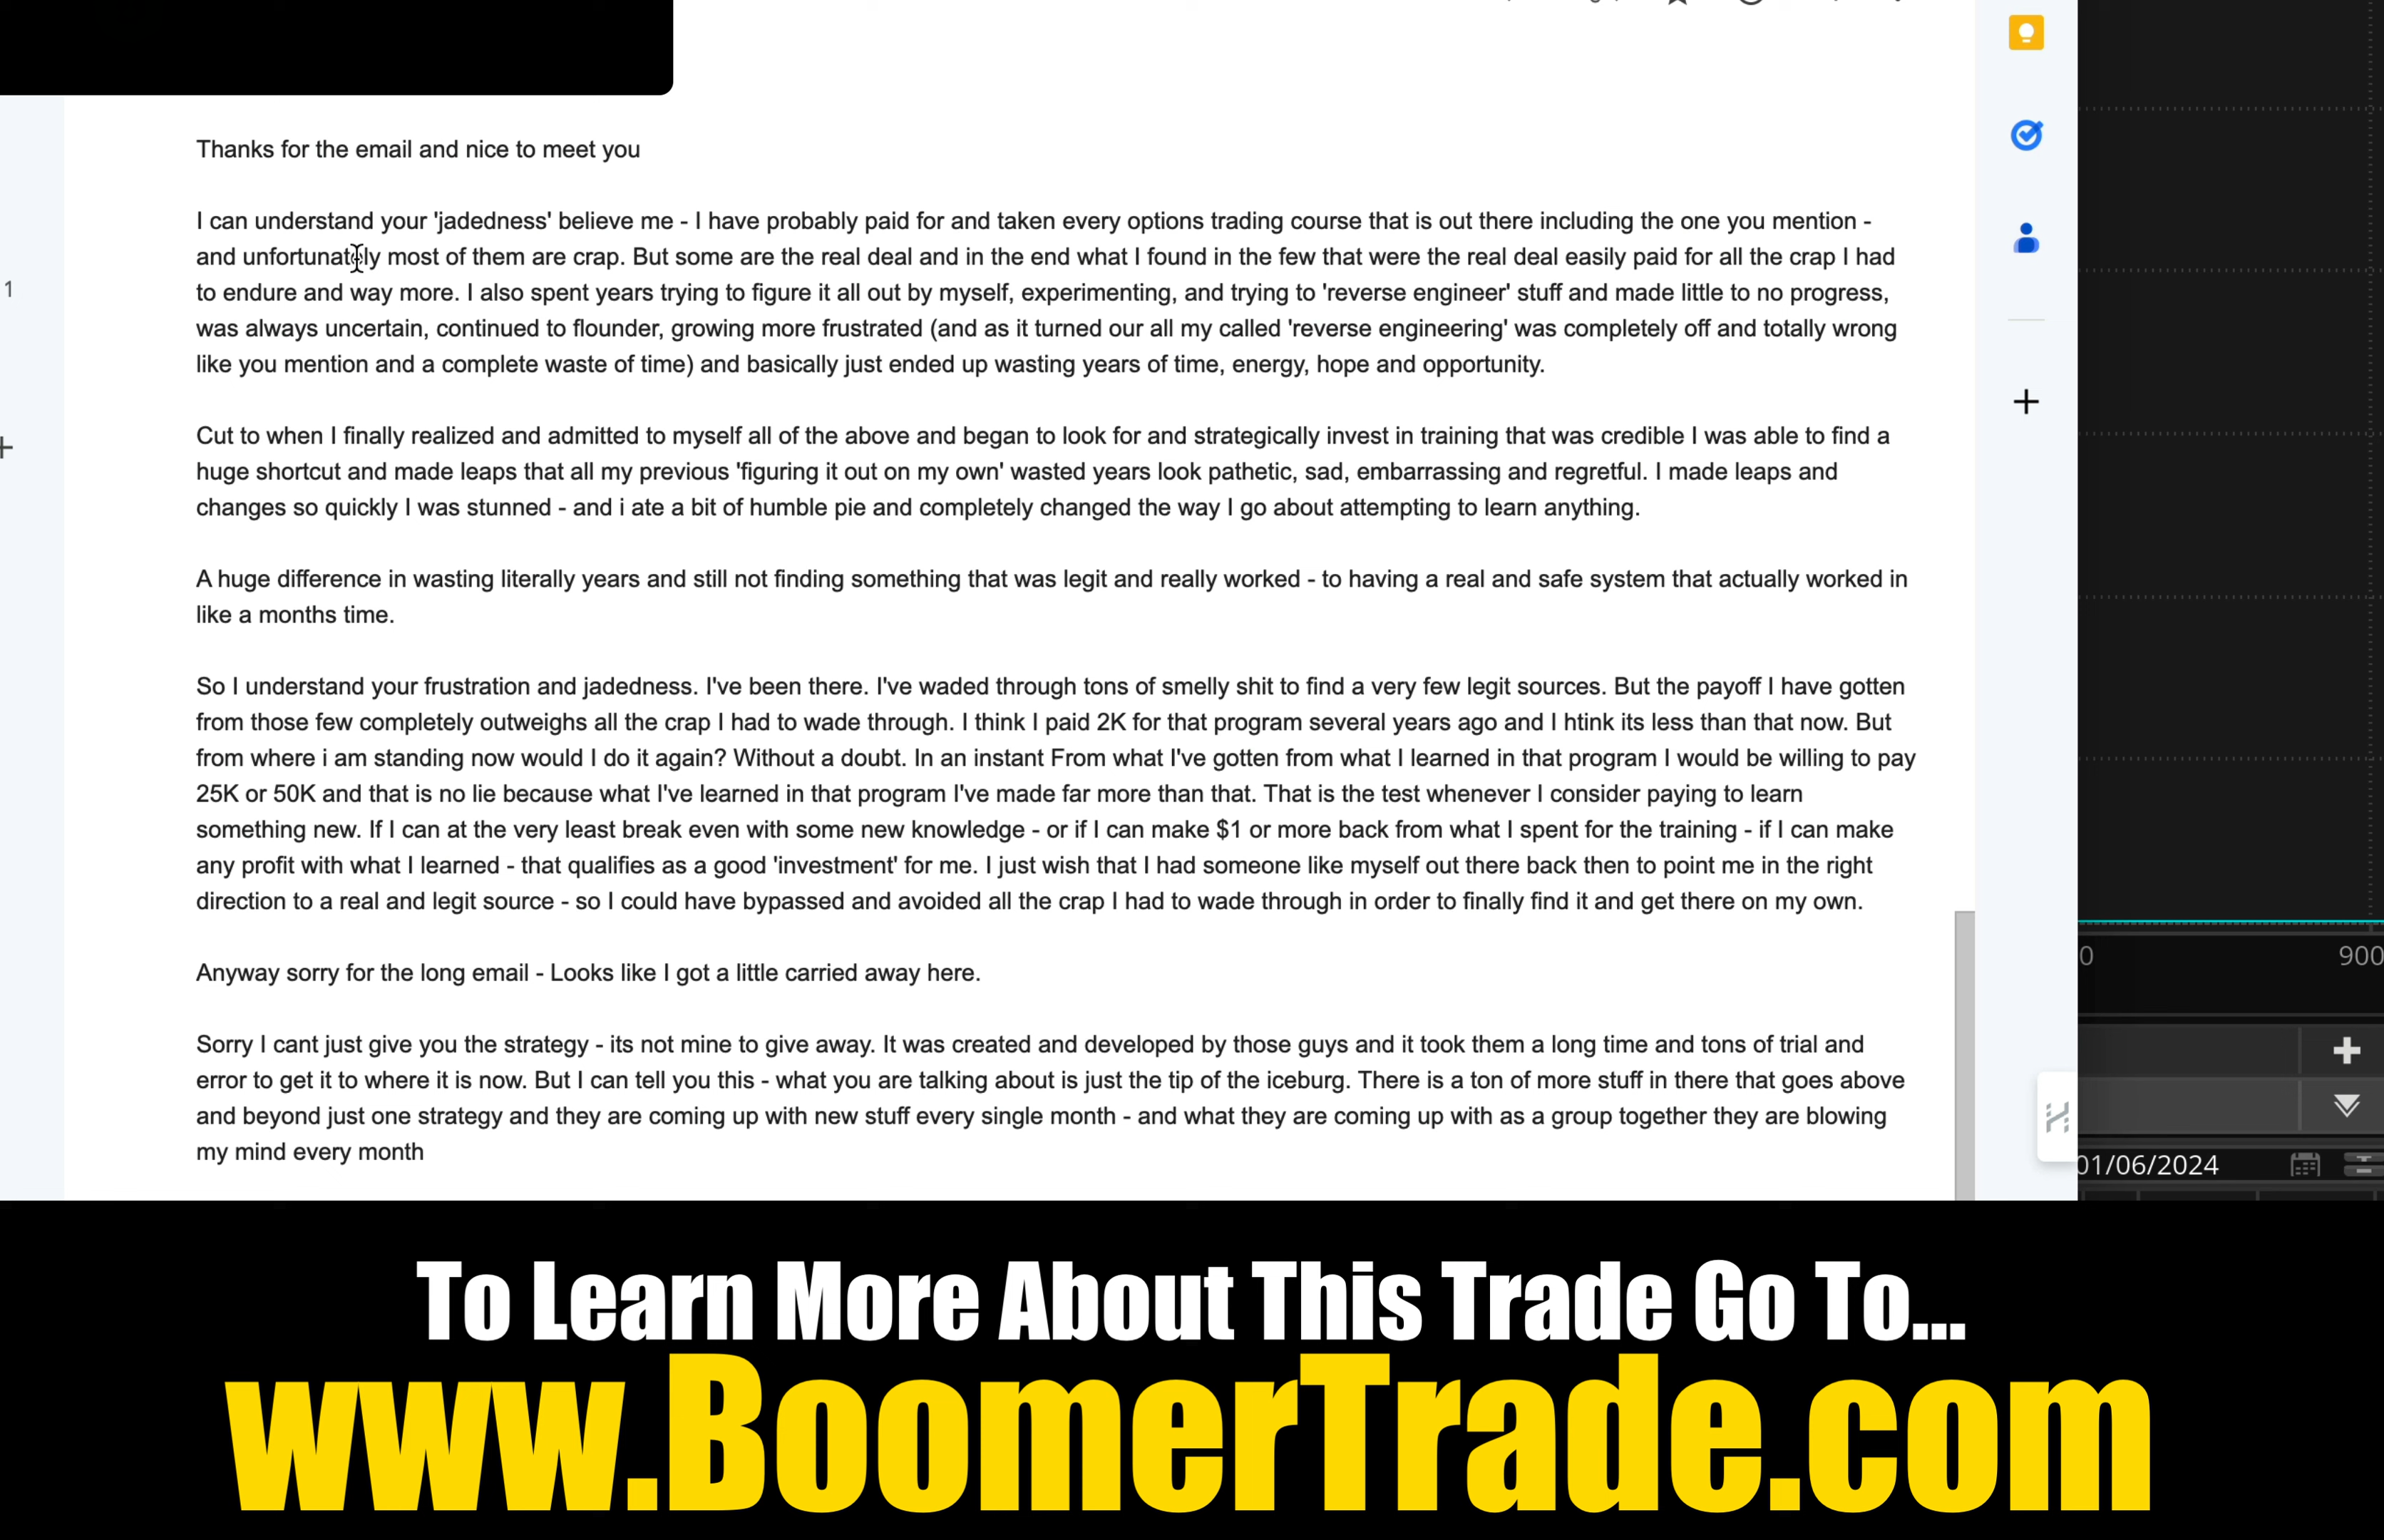 Thanks for the email and nice to meet you
I can understand your 'jadedness' believe me - I have probably paid for and taken every options trading course that is out there including the one you mention -
and unfortunately most of them are crap. But some are the real deal and in the end what I found in the few that were the real deal easily paid for all the crap I had
1
to endure and way more. I also spent years trying to figure it all out by myself, experimenting, and trying to 'reverse engineer' stuff and made little to no progress,
was always uncertain, continued to flounder, growing more frustrated (and as it turned our all my called 'reverse engineering' was completely off and totally wrong
like you mention and a complete waste of time) and basically just ended up wasting years of time, energy, hope and opportunity.
Cut to when I finally realized and admitted to myself all of the above and began to look for and strategically invest in training that was credible I was able to find a
huge shortcut and made leaps that all my previous 'figuring it out on my own' wasted years look pathetic, sad, embarrassing and regretful. I made leaps and
changes so quickly I was stunned - and i ate a bit of humble pie and completely changed the way I go about attempting to learn anything.
A huge difference in wasting literally years and still not finding something that was legit and really worked - to having a real and safe system that actually worked in
like a months time.
So I understand your frustration and jadedness. I've been there. I've waded through tons of smelly shit to find a very few legit sources. But the payoff I have gotten
from those few completely outweighs all the crap I had to wade through. I think I paid 2K for that program several years ago and I htink its less than that now. But
from where i am standing now would I do it again? Without a doubt. In an instant From what I've gotten from what I learned in that program I would be willing to pay
25K or 50K and that is no lie because what I've learned in that program I've made far more than that. That is the test whenever I consider paying to learn
something new. If I can at the very least break even with some new knowledge - or if I can make $1 or more back from what I spent for the training - if I can make
any profit with what I learned - that qualifies as a good 'investment' for me. I just wish that I had someone like myself out there back then to point me in the right
direction to a real and legit source - so I could have bypassed and avoided all the crap I had to wade through in order to finally find it and get there on my own.
Anyway sorry for the long email - Looks like I got a little carried away here.
0 900
Sorry I cant just give you the strategy - its not mine to give away. It was created and developed by those guys and it took them a long time and tons of trial and
error to get it to where it is now. But I can tell you this - what you are talking about is just the tip of the iceburg. There is a ton of more stuff in there that goes above
and beyond just one strategy and they are coming up with new stuff every single month - and what they are coming up with as a group together they are blowing
my mind every month
01/06/2024
To Learn More About This Trade Go To...
www.BoomerTrade.com